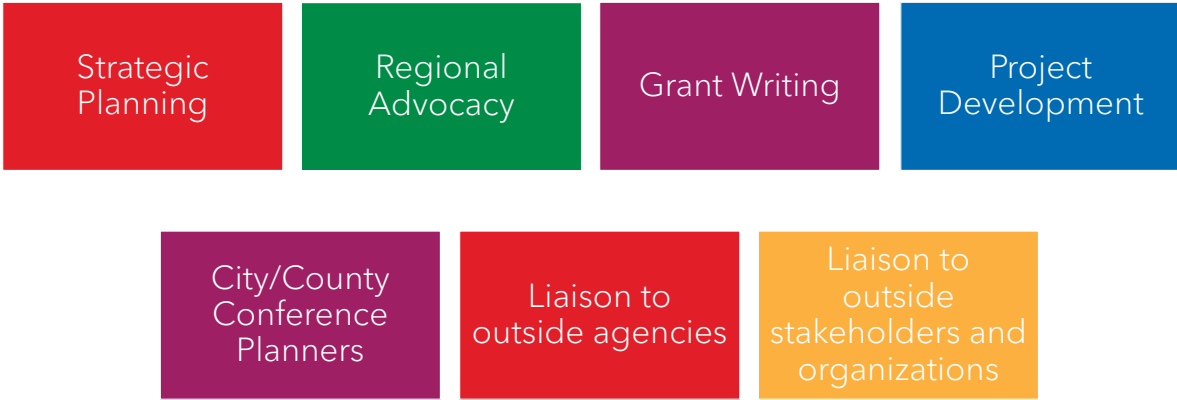 Strategic
Planning
Regional
Advocacy
Grant Writing
Project
Development
City/County
Conference
Planners
Liaison to
outside agencies
Liaison to
outside
stakeholders and
organizations